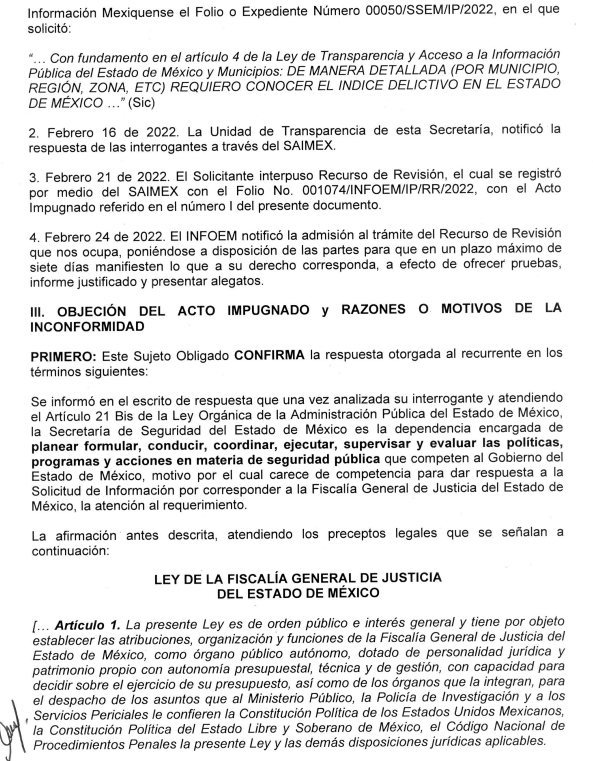 Información Mexiquense el Folio o Expediente Número 00050/SSEM/IP/2022, en el que
solicitó:
“… Con fundamento en el artículo 4 de la Ley de Transparencia y Acceso a la Información
Pública del Estado de México y Municipios: DE MANERA DETALLADA (POR MUNICIPIO,
REGIÓN, ZONA, ETC) REQUIERO CONOCER EL INDICE DELICTIVO EN EL ESTADO
DE MÉXICO …” (Sic)
2. Febrero 16 de 2022. La Unidad de Transparencia de esta Secretaría, notificó la
respuesta de las interrogantes a través del SAIMEX.
3. Febrero 21 de 2022. El Solicitante interpuso Recurso de Revisión, el cual se registró
por medio del SAIMEX con el Folio No. 001074/INFOEM/IP/RR/2022, con el Acto
Impugnado referido en el número I del presente documento.
4. Febrero 24 de 2022. El INFOEM notificó la admisión al trámite del Recurso de Revisión
que nos ocupa, poniéndose a disposición de las partes para que en un plazo máximo de
siete días manifiesten lo que a su derecho corresponda, a efecto de ofrecer pruebas,
informe justificado y presentar alegatos.
III. OBJECIÓN DEL ACTO IMPUGNADO y RAZONES O MOTIVOS DE LA
INCONFORMIDAD
PRIMERO: Este Sujeto Obligado CONFIRMA la respuesta otorgada al recurrente en los
términos siguientes:
Se informó en el escrito de respuesta que una vez analizada su interrogante y atendiendo
el Artículo 21 Bis de la Ley Orgánica de la Administración Pública del Estado de México,
la Secretaría de Seguridad del Estado de México es la dependencia encargada de
planear formular, conducir, coordinar, ejecutar, supervisar y evaluar las políticas,
programas y acciones en materia de seguridad pública que competen al Gobierno del
Estado de México, motivo por el cual carece de competencia para dar respuesta a la
Solicitud de Información por corresponder a la Fiscalía General de Justicia del Estado de
México, la atención al requerimiento.
La afirmación antes descrita, atendiendo los preceptos legales que se señalan a
continuación:
LEY DE LA FISCALÍA GENERAL DE JUSTICIA
DEL ESTADO DE MÉXICO
[… Artículo 1. La presente Ley es de orden público e interés general y tiene por objeto
establecer las atribuciones, organización y funciones de la Fiscalía General de Justicia del
Estado de México, como órgano público autónomo, dotado de personalidad jurídica y
patrimonio propio con autonomía presupuestal, técnica y de gestión, con capacidad para
decidir sobre el ejercicio de su presupuesto, así como de los órganos que la integran, para
el despacho de los asuntos que al Ministerio Público, la Policía de Investigación y a los
Servicios Periciales le confieren la Constitución Política de los Estados Unidos Mexicanos,
la Constitución Política del Estado Libre y Soberano de México, el Código Nacional de
Procedimientos Penales la presente Ley y las demás disposiciones jurídicas aplicables.